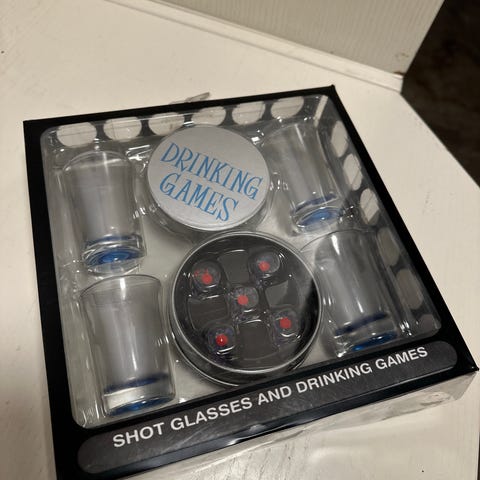 DRINKING
GAMES
SHOT GLASSES AND DRINKING GAMES